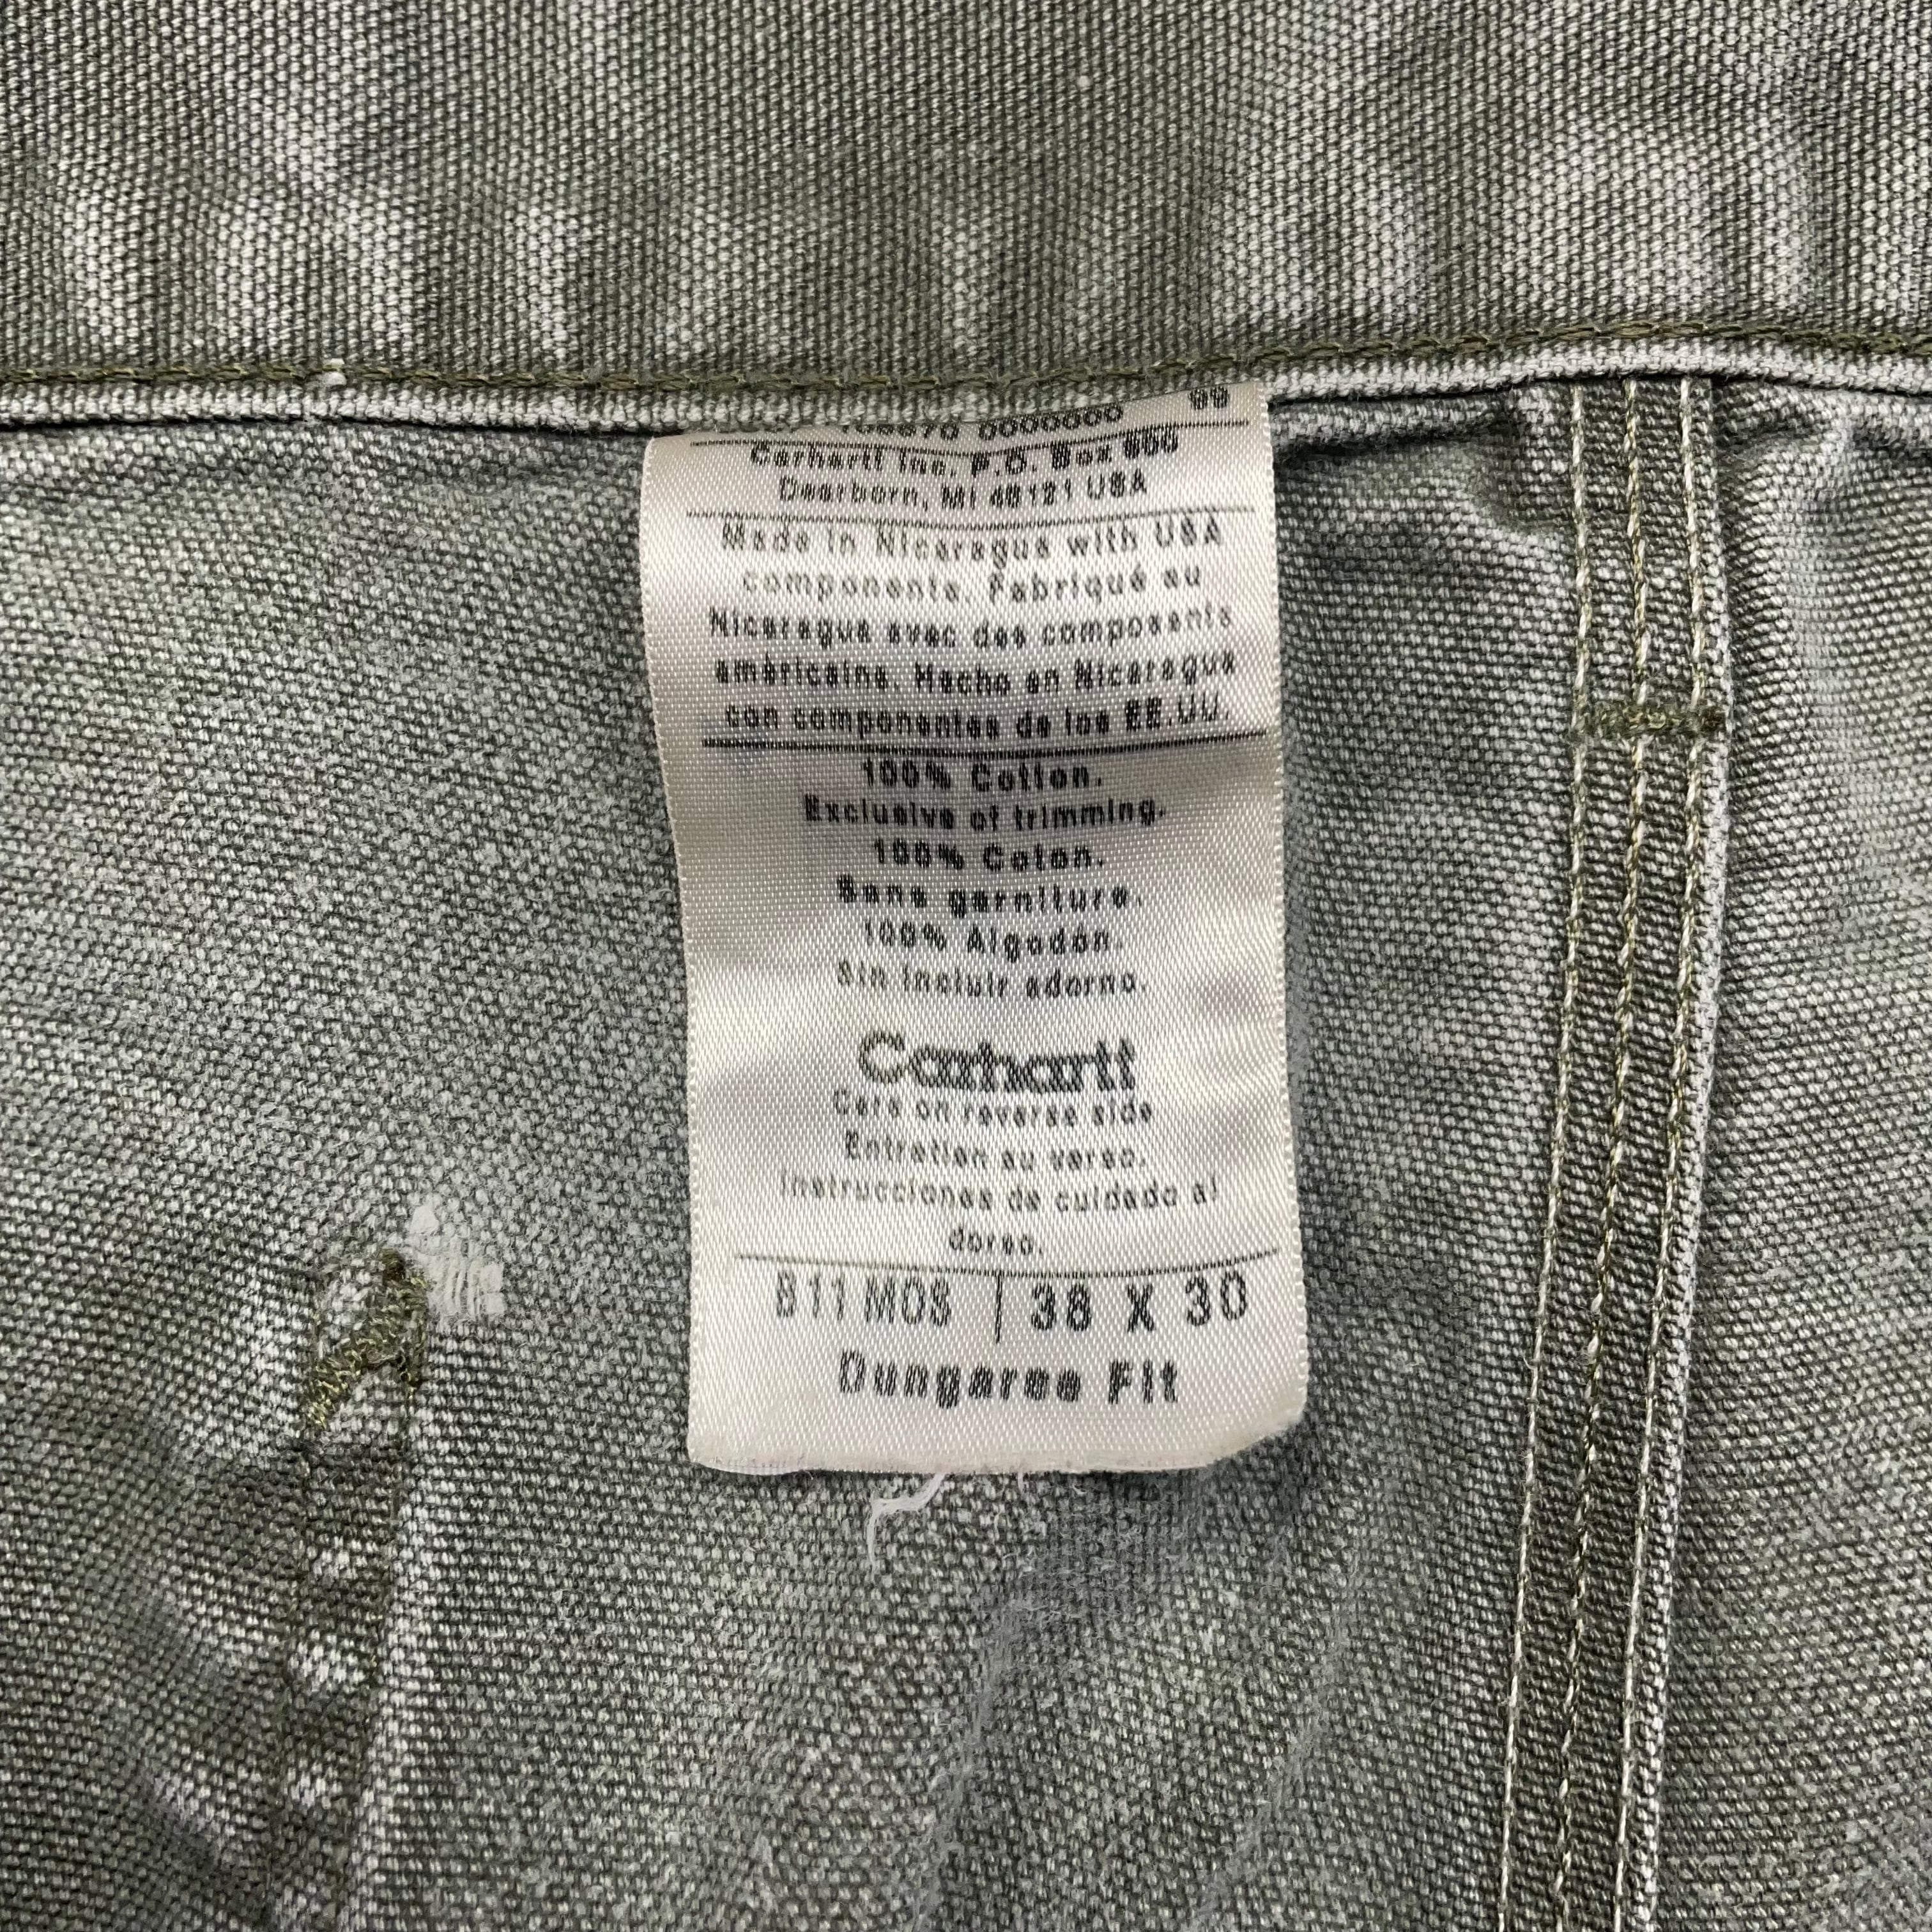 0000000 99
Carhartt Inc. P.O. Box 600
Dearborn, MI 48121 USA
Made in Nicaragua with USA
components. Fabriqué au
Nicaragua avec des composants
américains. Hecho en Nicaragua
con componentes de los EE.UU.
100% Cotton.
Exclusive of trimming.
100% Coton.
Sans garniture.
100% Algodón.
Sin incluir adorno.
Carhartt
Care on reverse side
Entretien au verso.
Instrucciones de cuidado al
dorso.
B11 MOS | 38 X 30
Dungaree Fit